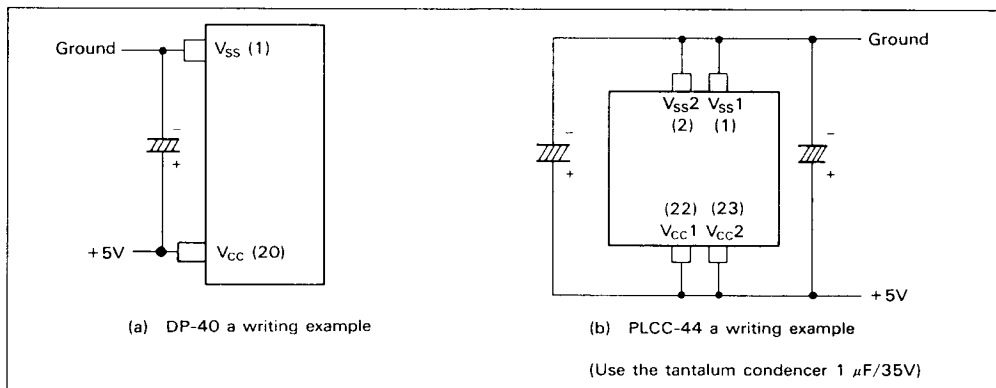 Ground
V_SS (1)
−
+
+5V
V_CC (20)
(a) DP-40 a writing example
Ground
V_SS2 V_SS1
(2) (1)
− −
+ +
(22) (23)
V_CC1 V_CC2
+5V
(b) PLCC-44 a writing example
(Use the tantalum condencer 1 μF/35V)